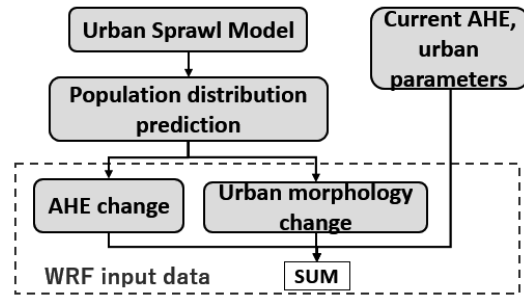 Urban Sprawl Model
Current AHE,
urban
parameters
Population distribution
prediction
AHE change
Urban morphology
change
WRF input data
SUM